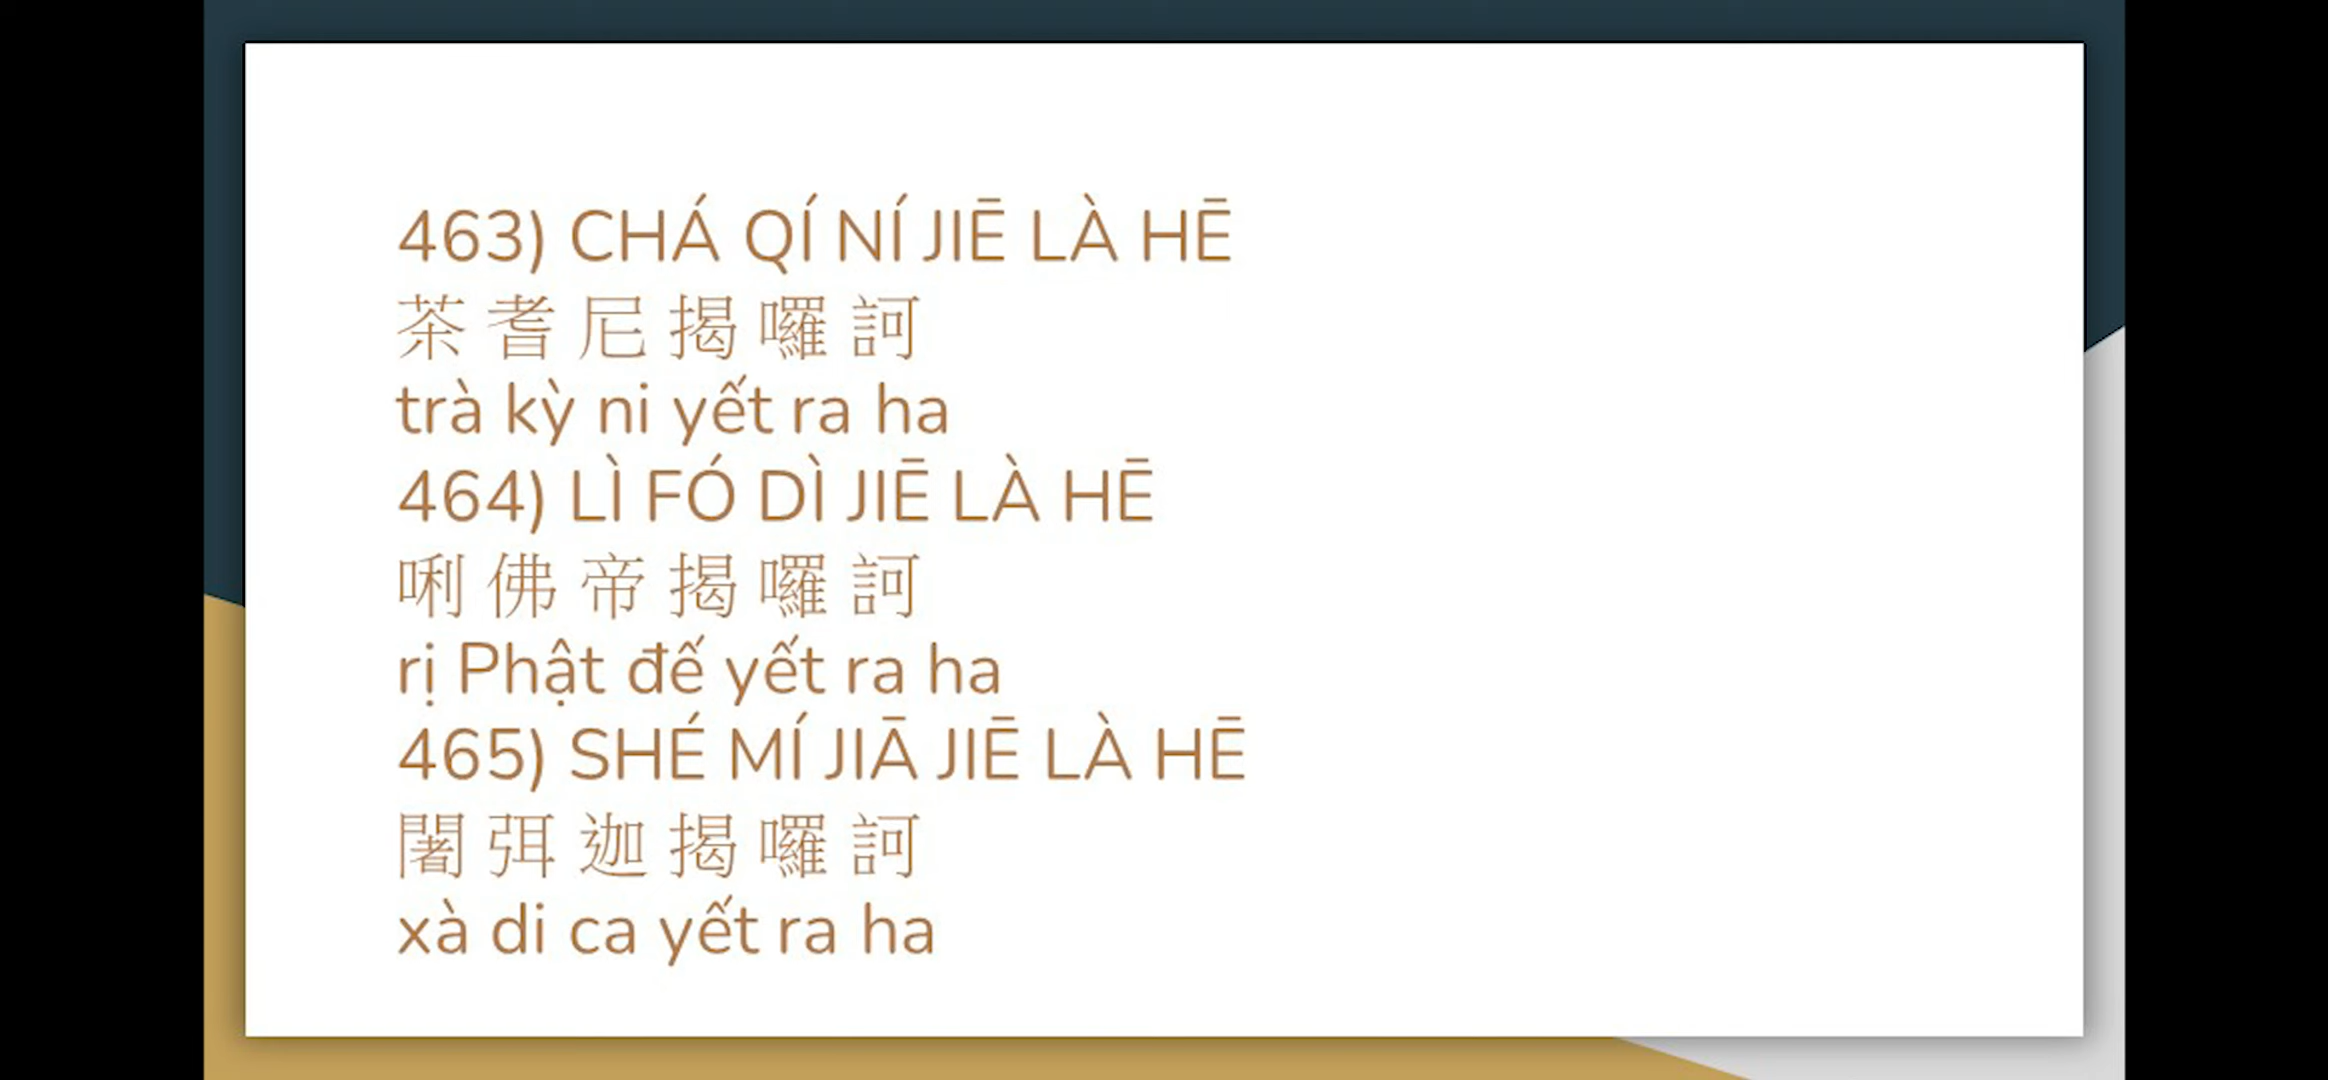 463) CHÁ QÍ NÍ JIĒ LÀ HĒ
茶 耆 尼 揭 囉 訶
trà kỳ ni yết ra ha
464) LÌ FÓ DÌ JIĒ LÀ HĒ
唎 佛 帝 揭 囉 訶
rị Phật đế yết ra ha
465) SHÉ MÍ JIĀ JIĒ LÀ HĒ
闍 弭 迦 揭 囉 訶
xà di ca yết ra ha